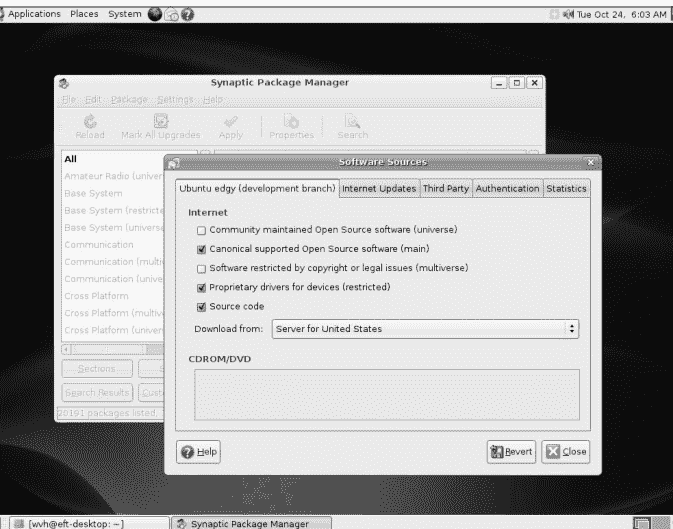 Applications Places System Tue Oct 24, 6:03 AM
Synaptic Package Manager
File Edit Package Settings Help
Reload Mark All Upgrades Apply Properties Search
All
Amateur Radio (univer
Base System
Base System (restricte
Base System (universe
Communication
Communication (multiv
Communication (unive
Cross Platform
Cross Platform (multiv
Cross Platform (univer
Sections
Search Results Cust
20191 packages listed,
Software Sources
Ubuntu edgy (development branch) Internet Updates Third Party Authentication Statistics
Internet
Community maintained Open Source software (universe)
Canonical supported Open Source software (main)
Software restricted by copyright or legal issues (multiverse)
Proprietary drivers for devices (restricted)
Source code
Download from: Server for United States
CDROM/DVD
Help Revert Close
[wvh@eft-desktop: ~] Synaptic Package Manager